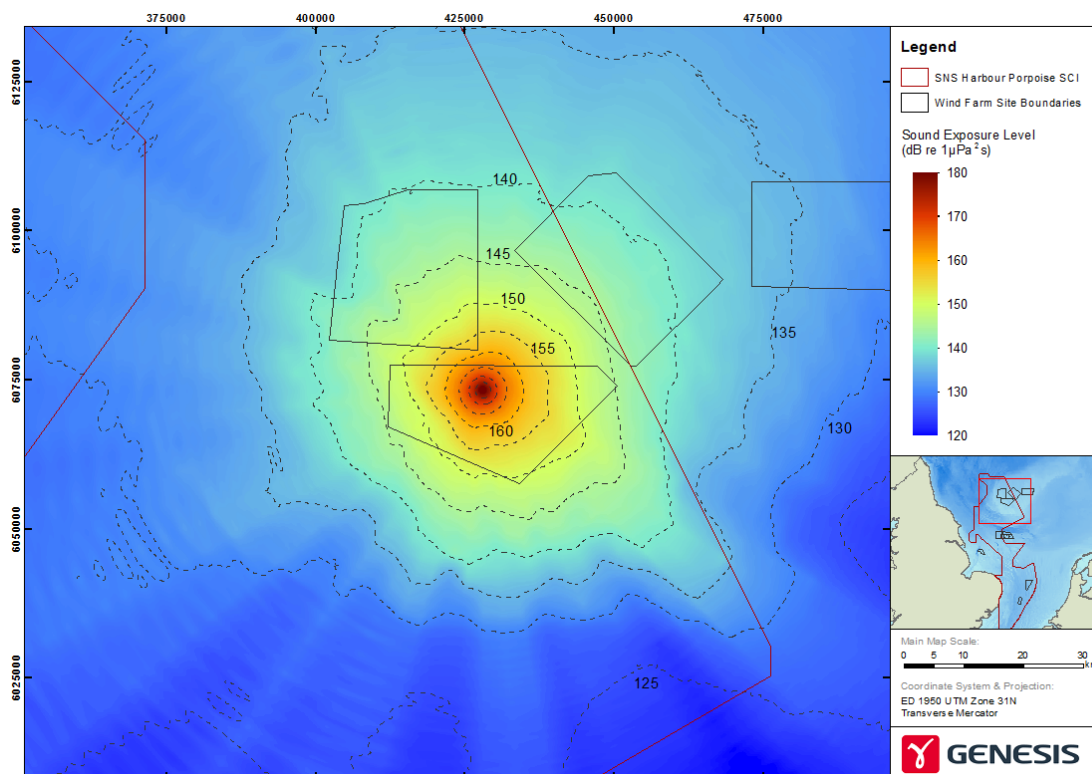 375000 400000 425000 450000 475000
6125000
6100000
6075000
6050000
6025000
140
145
150
155
160
135
130
125
Legend
SNS Harbour Porpoise SCI
Wind Farm Site Boundaries
Sound Exposure Level
(dB re 1µPa²s)
180
170
160
150
140
130
120
Main Map Scale:
0 5 10 20 30
km
Coordinate System & Projection:
ED 1950 UTM Zone 31N
Transverse Mercator
GENESIS